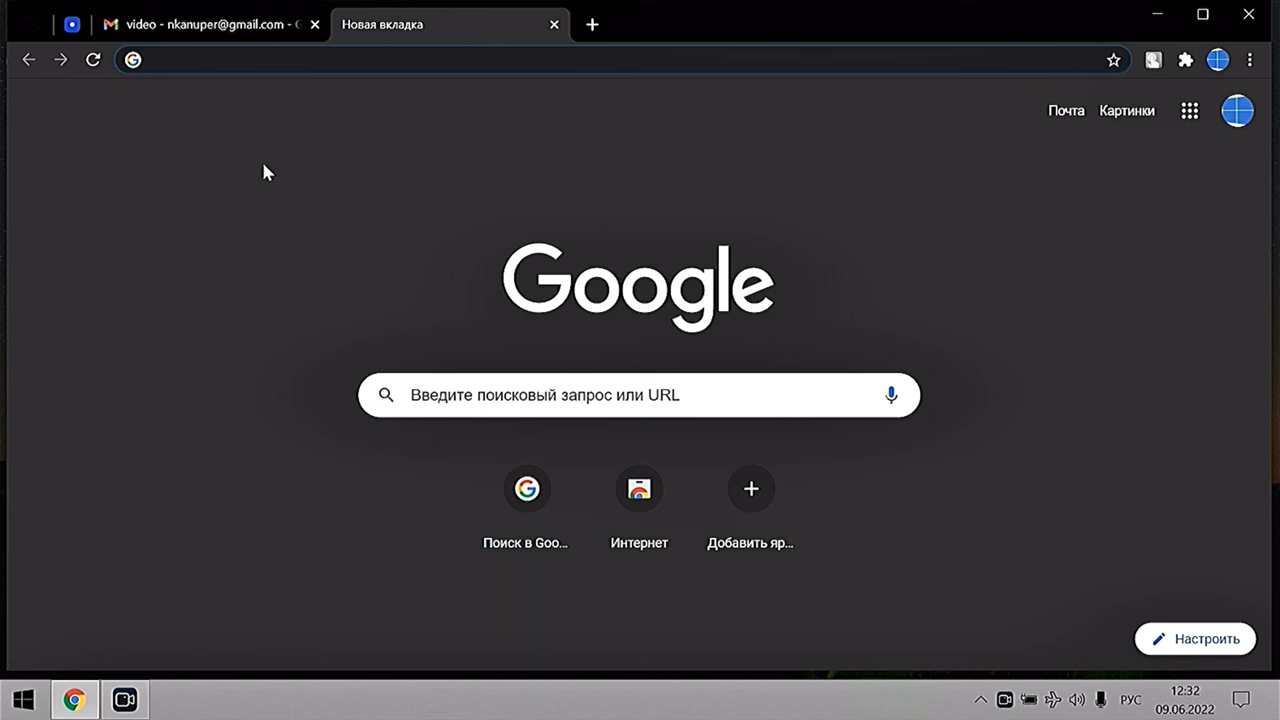 video - nkanuper@gmail.com - G
Новая вкладка
Почта
Картинки
Google
Введите поисковый запрос или URL
Поиск в Goo...
Интернет
Добавить яр...
Настроить
РУС
12:32
09.06.2022